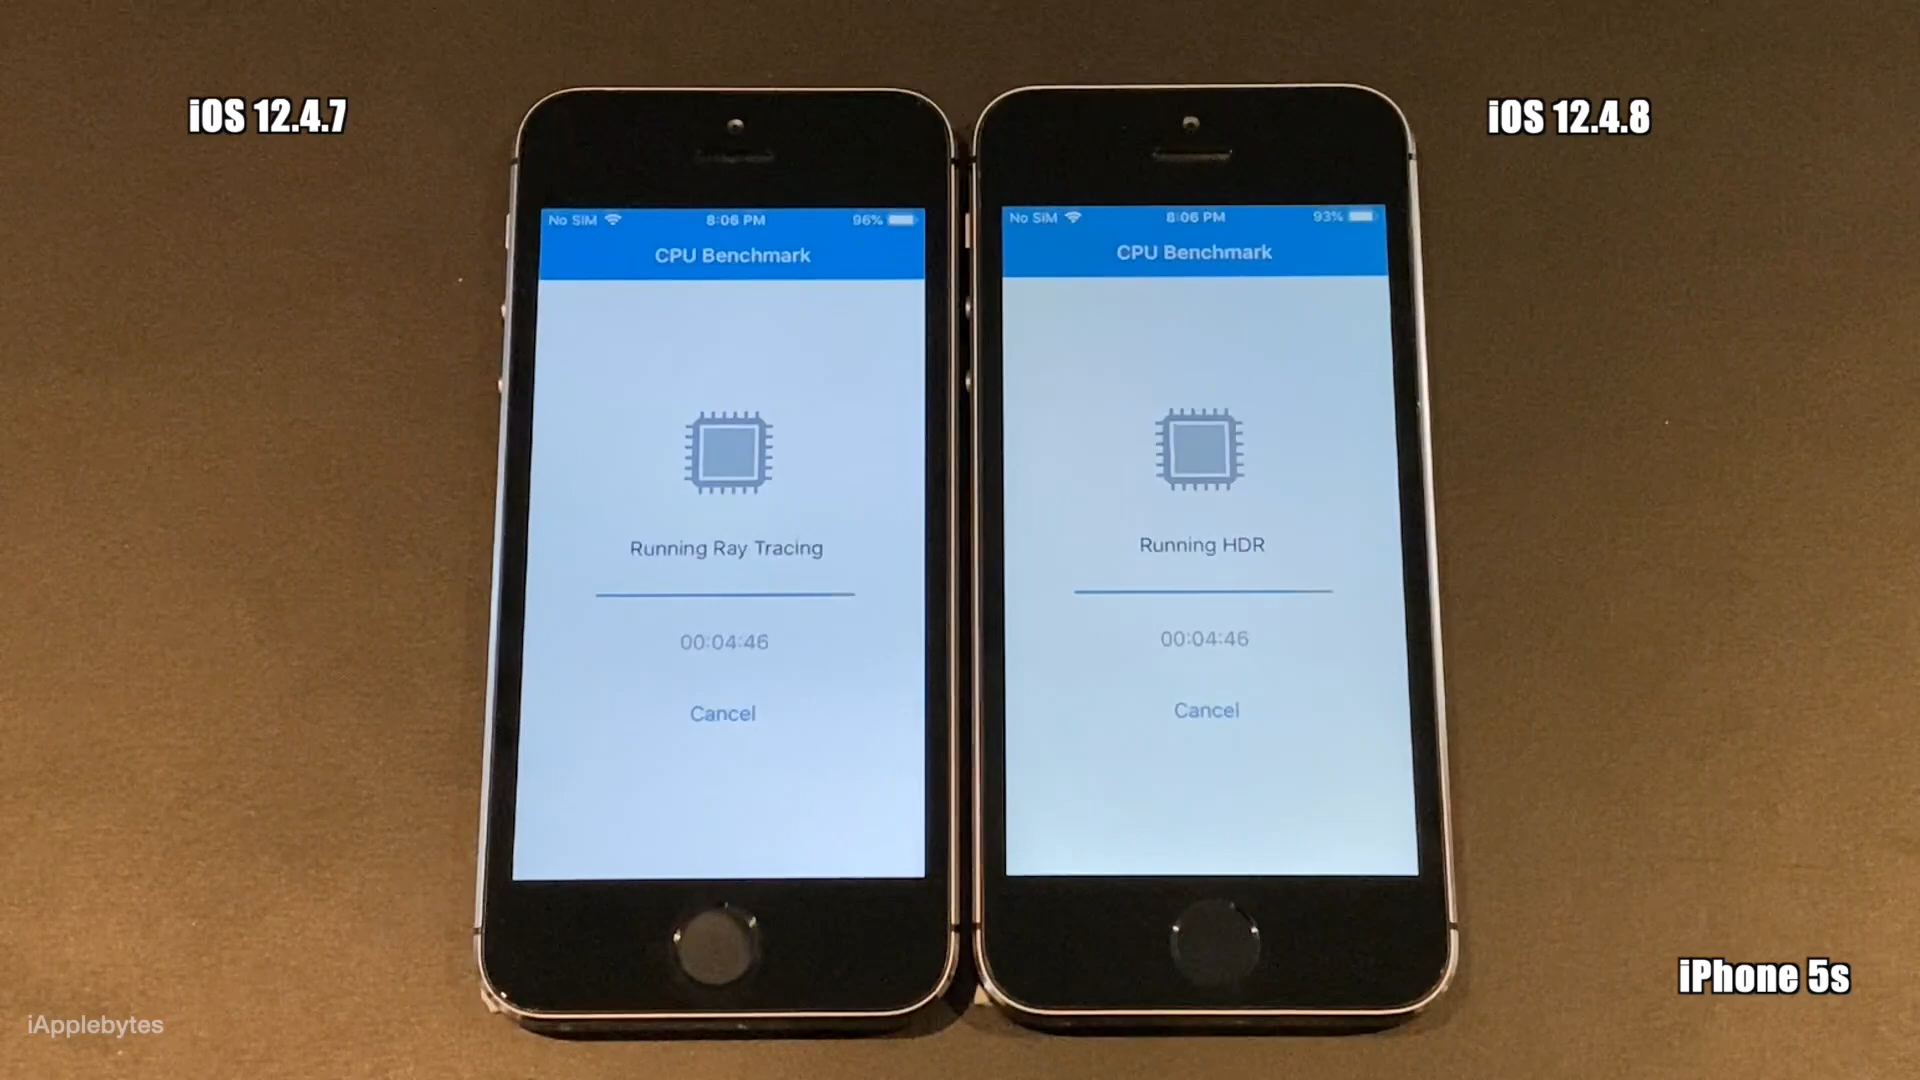 iOS 12.4.7
iOS 12.4.8
No SIM 8:06 PM 96%
CPU Benchmark
Running Ray Tracing
00:04:46
Cancel
No SIM 8:06 PM 93%
CPU Benchmark
Running HDR
00:04:46
Cancel
iPhone 5s
iApplebytes